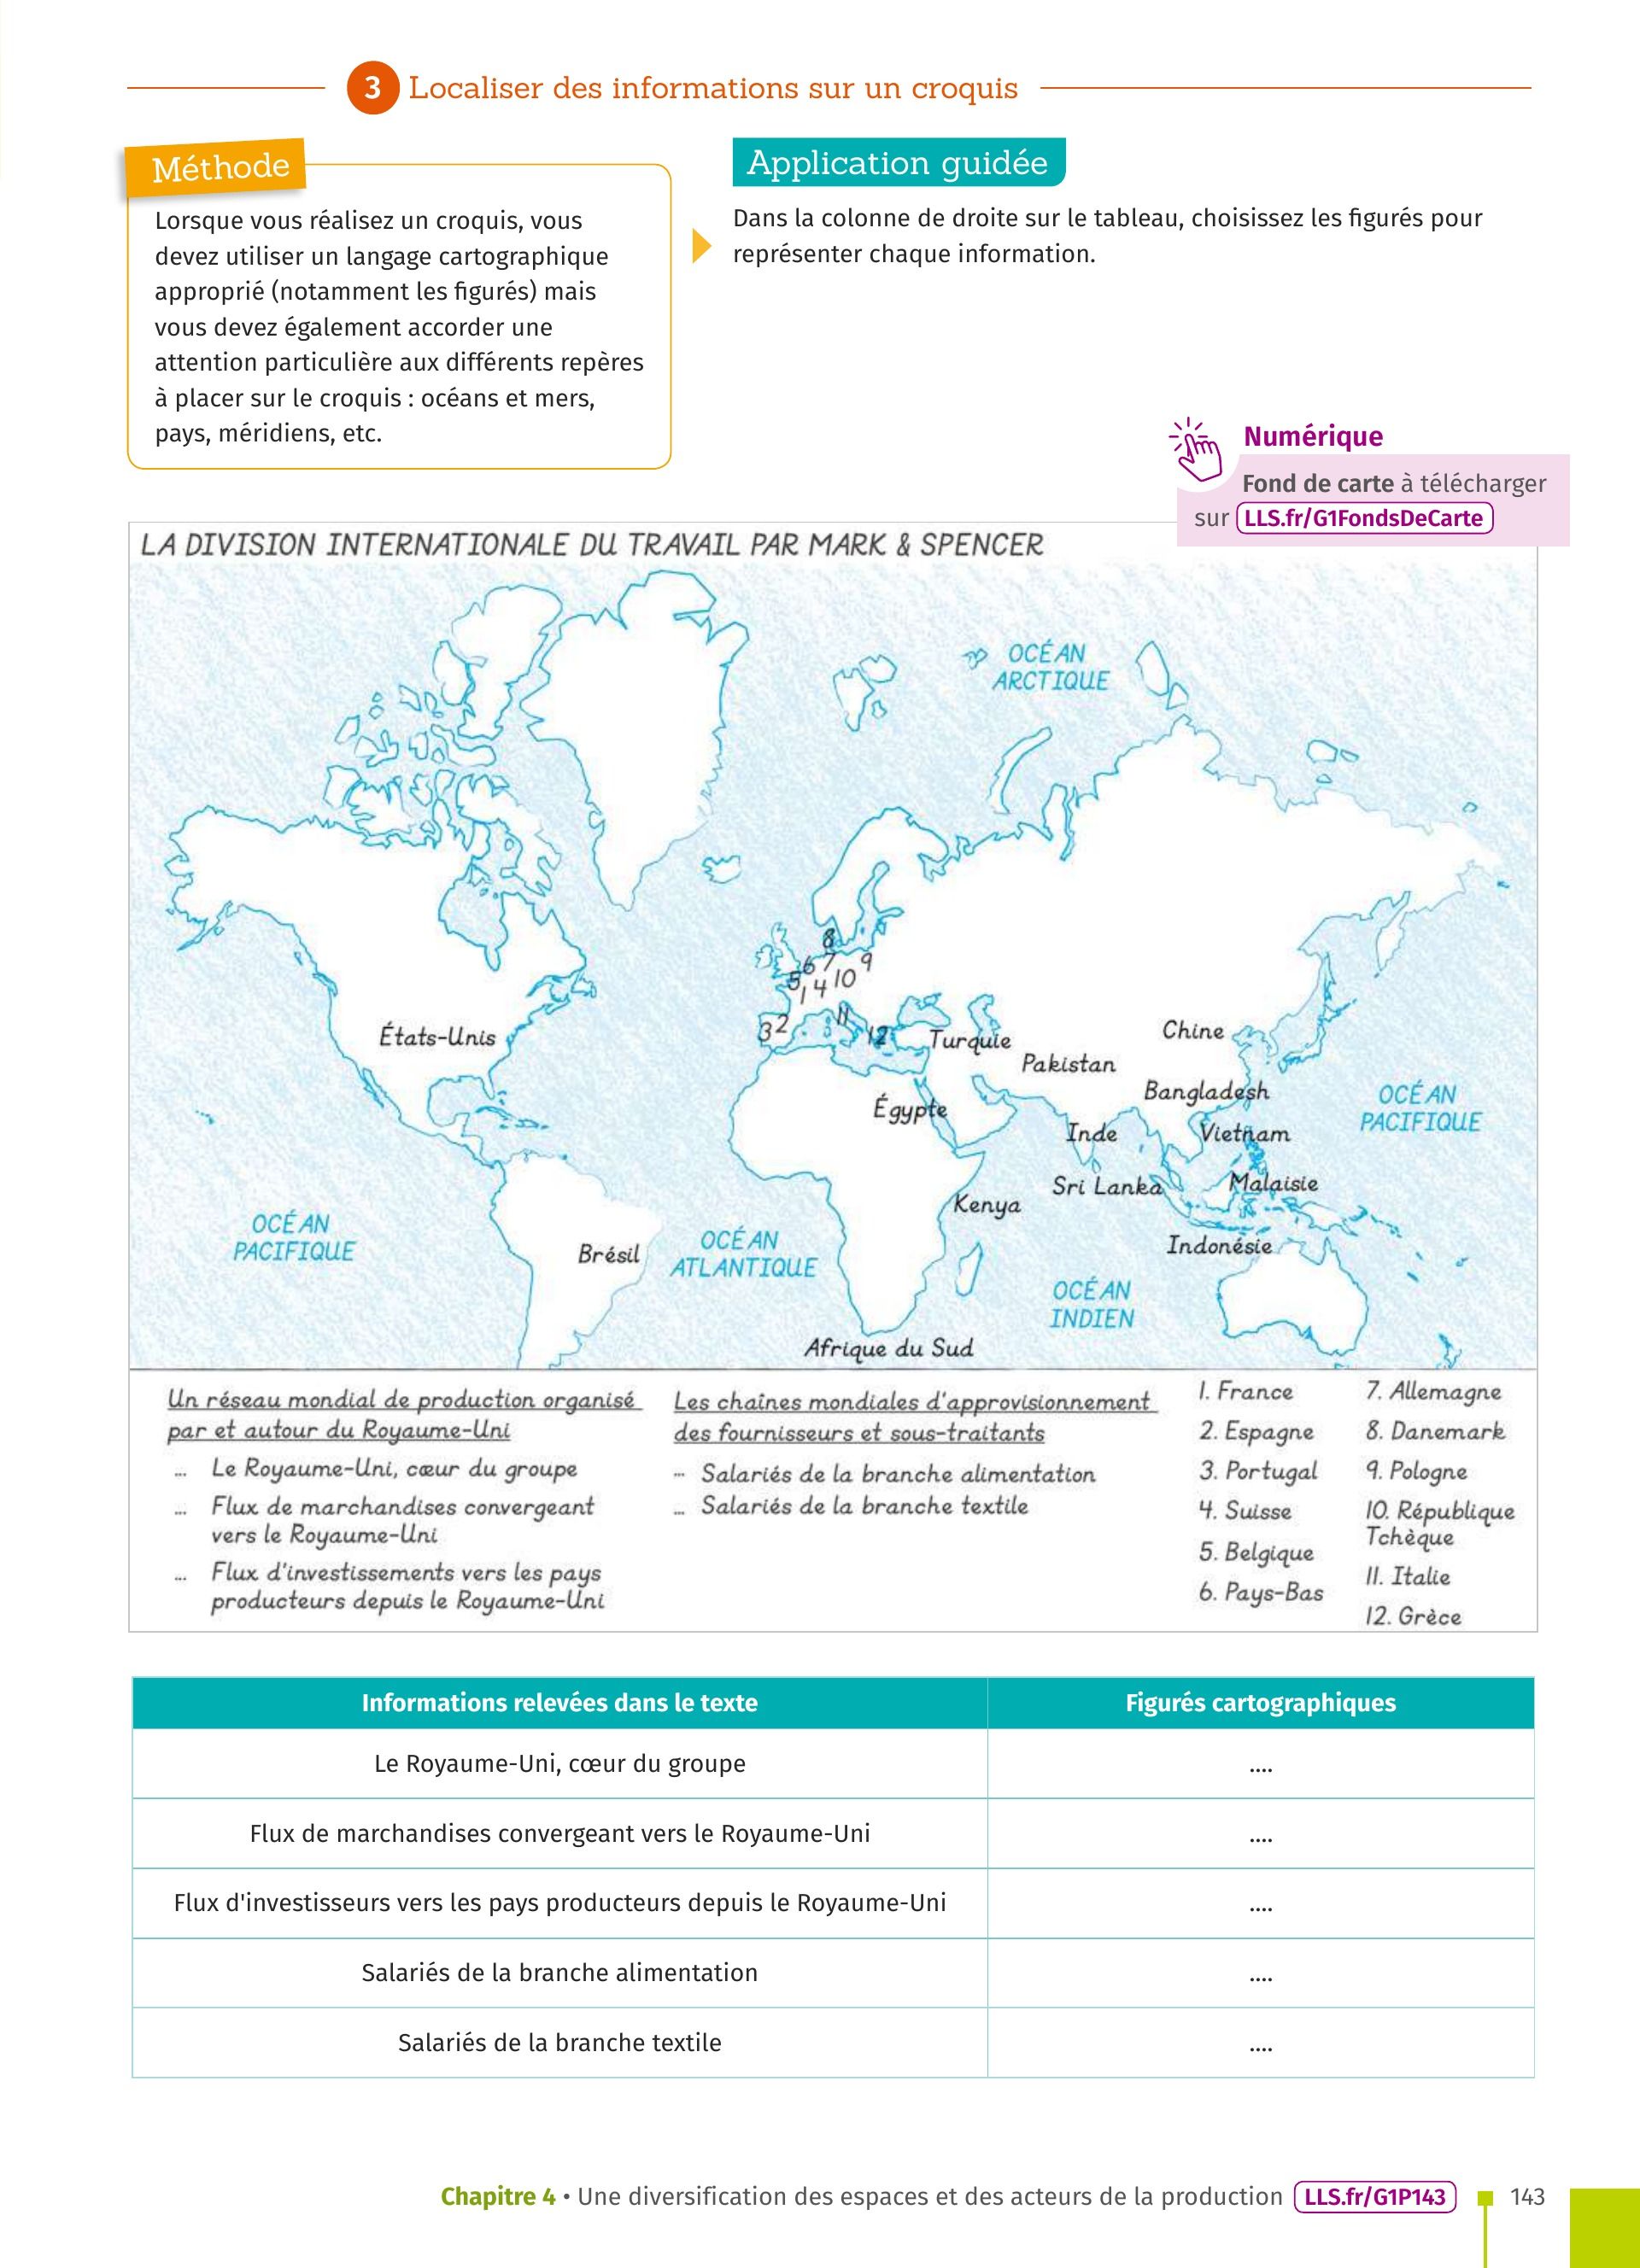 3 Localiser des informations sur un croquis
Méthode
Lorsque vous réalisez un croquis, vous
devez utiliser un langage cartographique
approprié (notamment les figurés) mais
vous devez également accorder une
attention particulière aux différents repères
à placer sur le croquis : océans et mers,
pays, méridiens, etc.
Application guidée
Dans la colonne de droite sur le tableau, choisissez les figurés pour
représenter chaque information.
Numérique
Fond de carte à télécharger
sur LLS.fr/G1FondsDeCarte
LA DIVISION INTERNATIONALE DU TRAVAIL PAR MARK & SPENCER
OCÉAN
ARCTIQUE
8
6 7 9
5 1 4 10
3 2 11 12
États-Unis
Turquie
Chine
Pakistan
Bangladesh
Égypte
OCÉAN
PACIFIQUE
Inde
Vietnam
Sri Lanka
Malaisie
Kenya
OCÉAN
PACIFIQUE
Brésil
OCÉAN
ATLANTIQUE
Indonésie
OCÉAN
INDIEN
Afrique du Sud
Un réseau mondial de production organisé
par et autour du Royaume-Uni
... Le Royaume-Uni, cœur du groupe
... Flux de marchandises convergeant
vers le Royaume-Uni
... Flux d'investissements vers les pays
producteurs depuis le Royaume-Uni
Les chaînes mondiales d'approvisionnement
des fournisseurs et sous-traitants
... Salariés de la branche alimentation
... Salariés de la branche textile
1. France
2. Espagne
3. Portugal
4. Suisse
5. Belgique
6. Pays-Bas
7. Allemagne
8. Danemark
9. Pologne
10. République
Tchèque
11. Italie
12. Grèce
Informations relevées dans le texte Figurés cartographiques
Le Royaume-Uni, cœur du groupe ....
Flux de marchandises convergeant vers le Royaume-Uni ....
Flux d'investisseurs vers les pays producteurs depuis le Royaume-Uni ....
Salariés de la branche alimentation ....
Salariés de la branche textile ....
Chapitre 4 • Une diversification des espaces et des acteurs de la production LLS.fr/G1P143 143